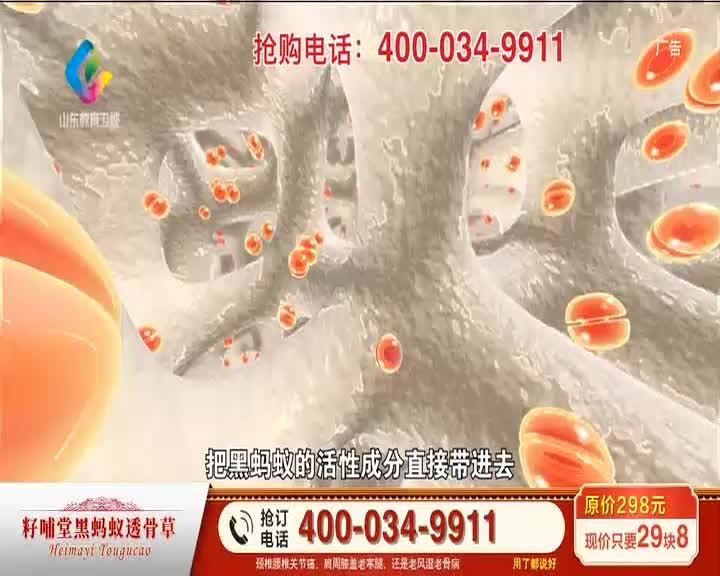 抢购电话：400-034-9911
广告
山东教育卫视
把黑蚂蚁的活性成分直接带进去
籽哺堂黑蚂蚁透骨草
Heimayi Tougucao
抢订电话
400-034-9911
原价298元
现价只要29块8
颈椎腰椎关节痛、肩周膝盖老寒腿、还是老风湿老骨病
用了都说好